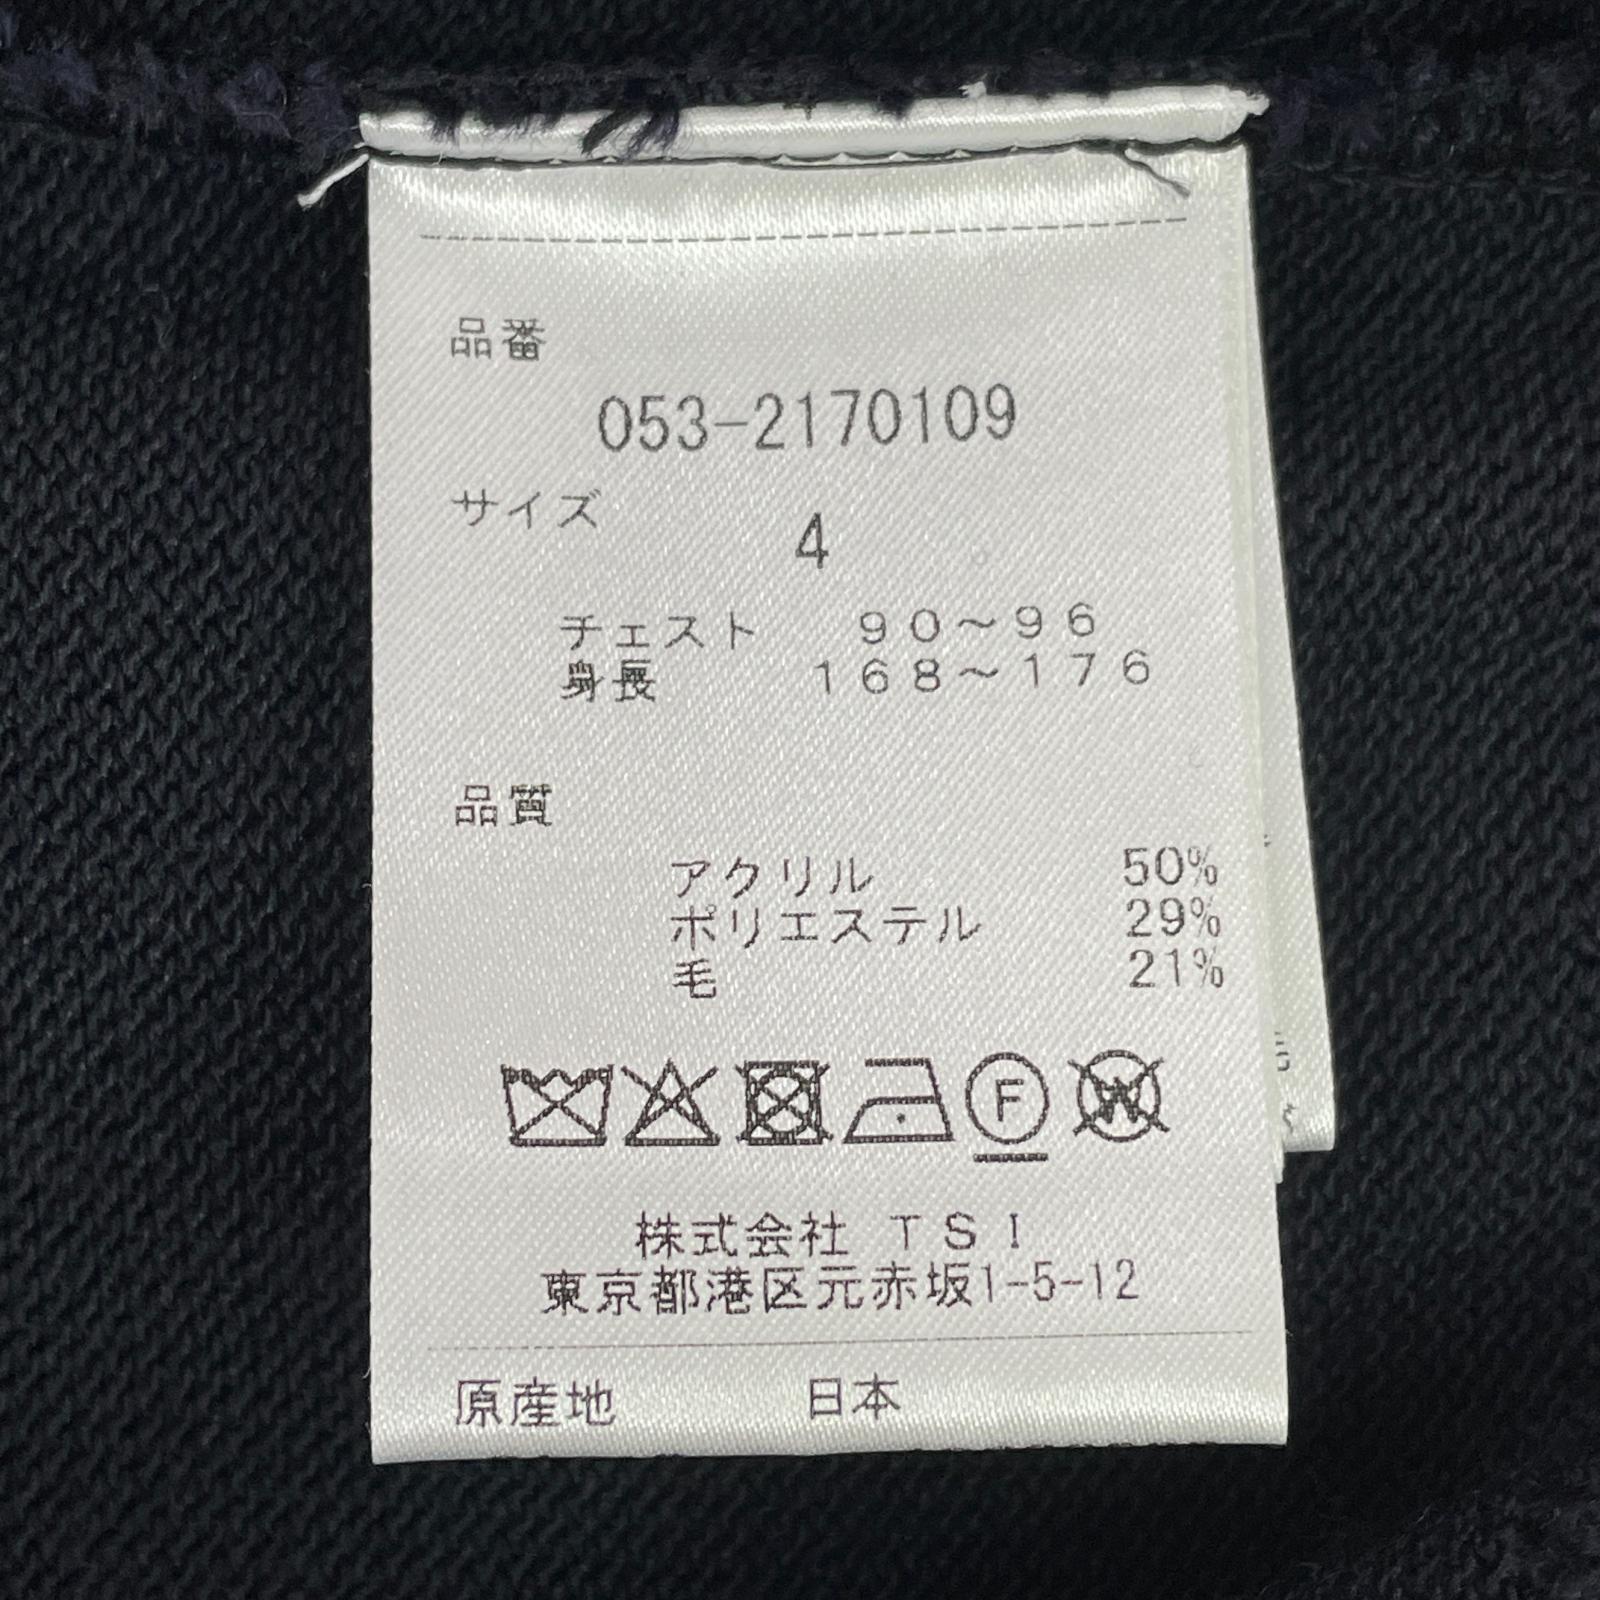 品番
053-2170109
サイズ
4
チェスト 90～96
身長 168～176
品質
アクリル 50%
ポリエステル 29%
毛 21%
F W
株式会社 TSI
東京都港区元赤坂1-5-12
原産地 日本